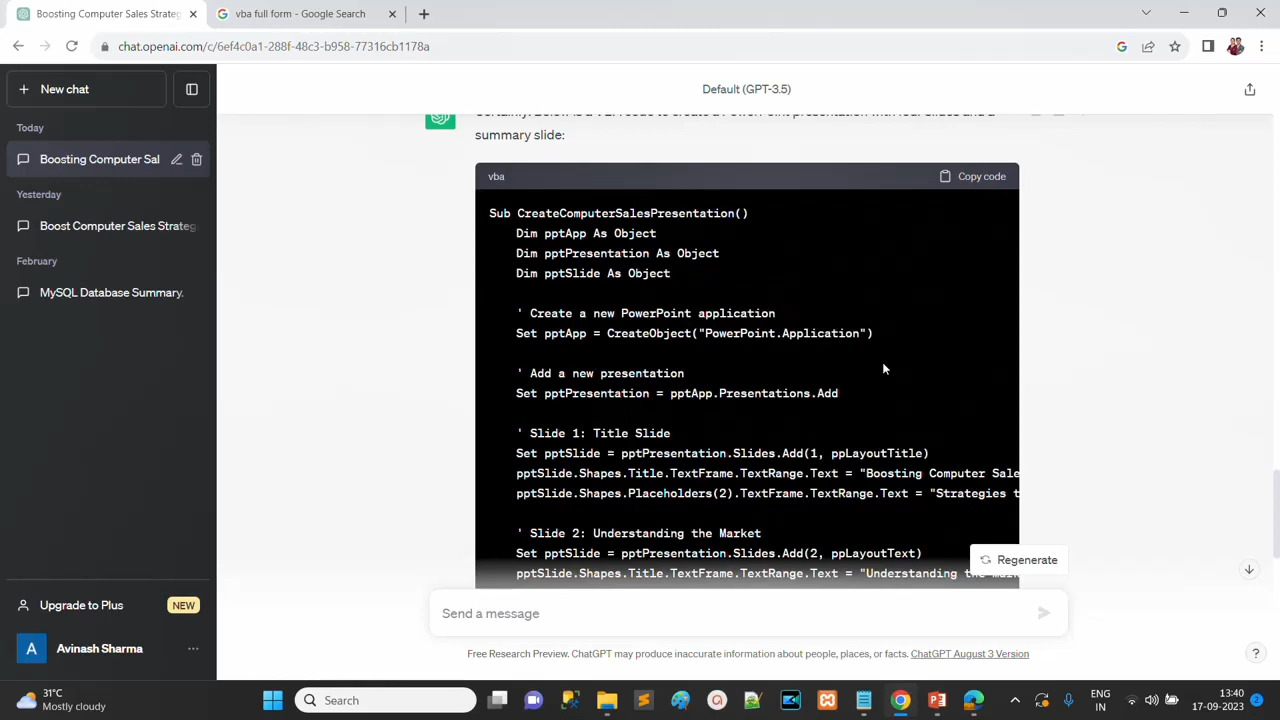 Boosting Computer Sales Strateg
vba full form - Google Search
chat.openai.com/c/6ef4c0a1-288f-48c3-b958-77316cb1178a
New chat
Default (GPT-3.5)
Today
Boosting Computer Sal
Yesterday
Boost Computer Sales Strateg
February
MySQL Database Summary.
summary slide:
vba
Copy code
Sub CreateComputerSalesPresentation()
Dim pptApp As Object
Dim pptPresentation As Object
Dim pptSlide As Object
' Create a new PowerPoint application
Set pptApp = CreateObject("PowerPoint.Application")
' Add a new presentation
Set pptPresentation = pptApp.Presentations.Add
' Slide 1: Title Slide
Set pptSlide = pptPresentation.Slides.Add(1, ppLayoutTitle)
pptSlide.Shapes.Title.TextFrame.TextRange.Text = "Boosting Computer Sale
pptSlide.Shapes.Placeholders(2).TextFrame.TextRange.Text = "Strategies t
' Slide 2: Understanding the Market
Set pptSlide = pptPresentation.Slides.Add(2, ppLayoutText)
pptSlide.Shapes.Title.TextFrame.TextRange.Text = "Understanding the
Regenerate
Send a message
Free Research Preview. ChatGPT may produce inaccurate information about people, places, or facts. ChatGPT August 3 Version
Upgrade to Plus
NEW
A
Avinash Sharma
?
31°C
Mostly cloudy
Search
ENG
IN
13:40
17-09-2023
2